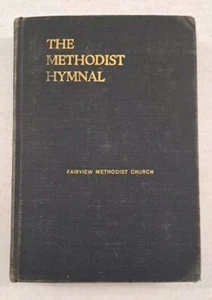 THE
METHODIST
HYMNAL
FAIRVIEW METHODIST CHURCH